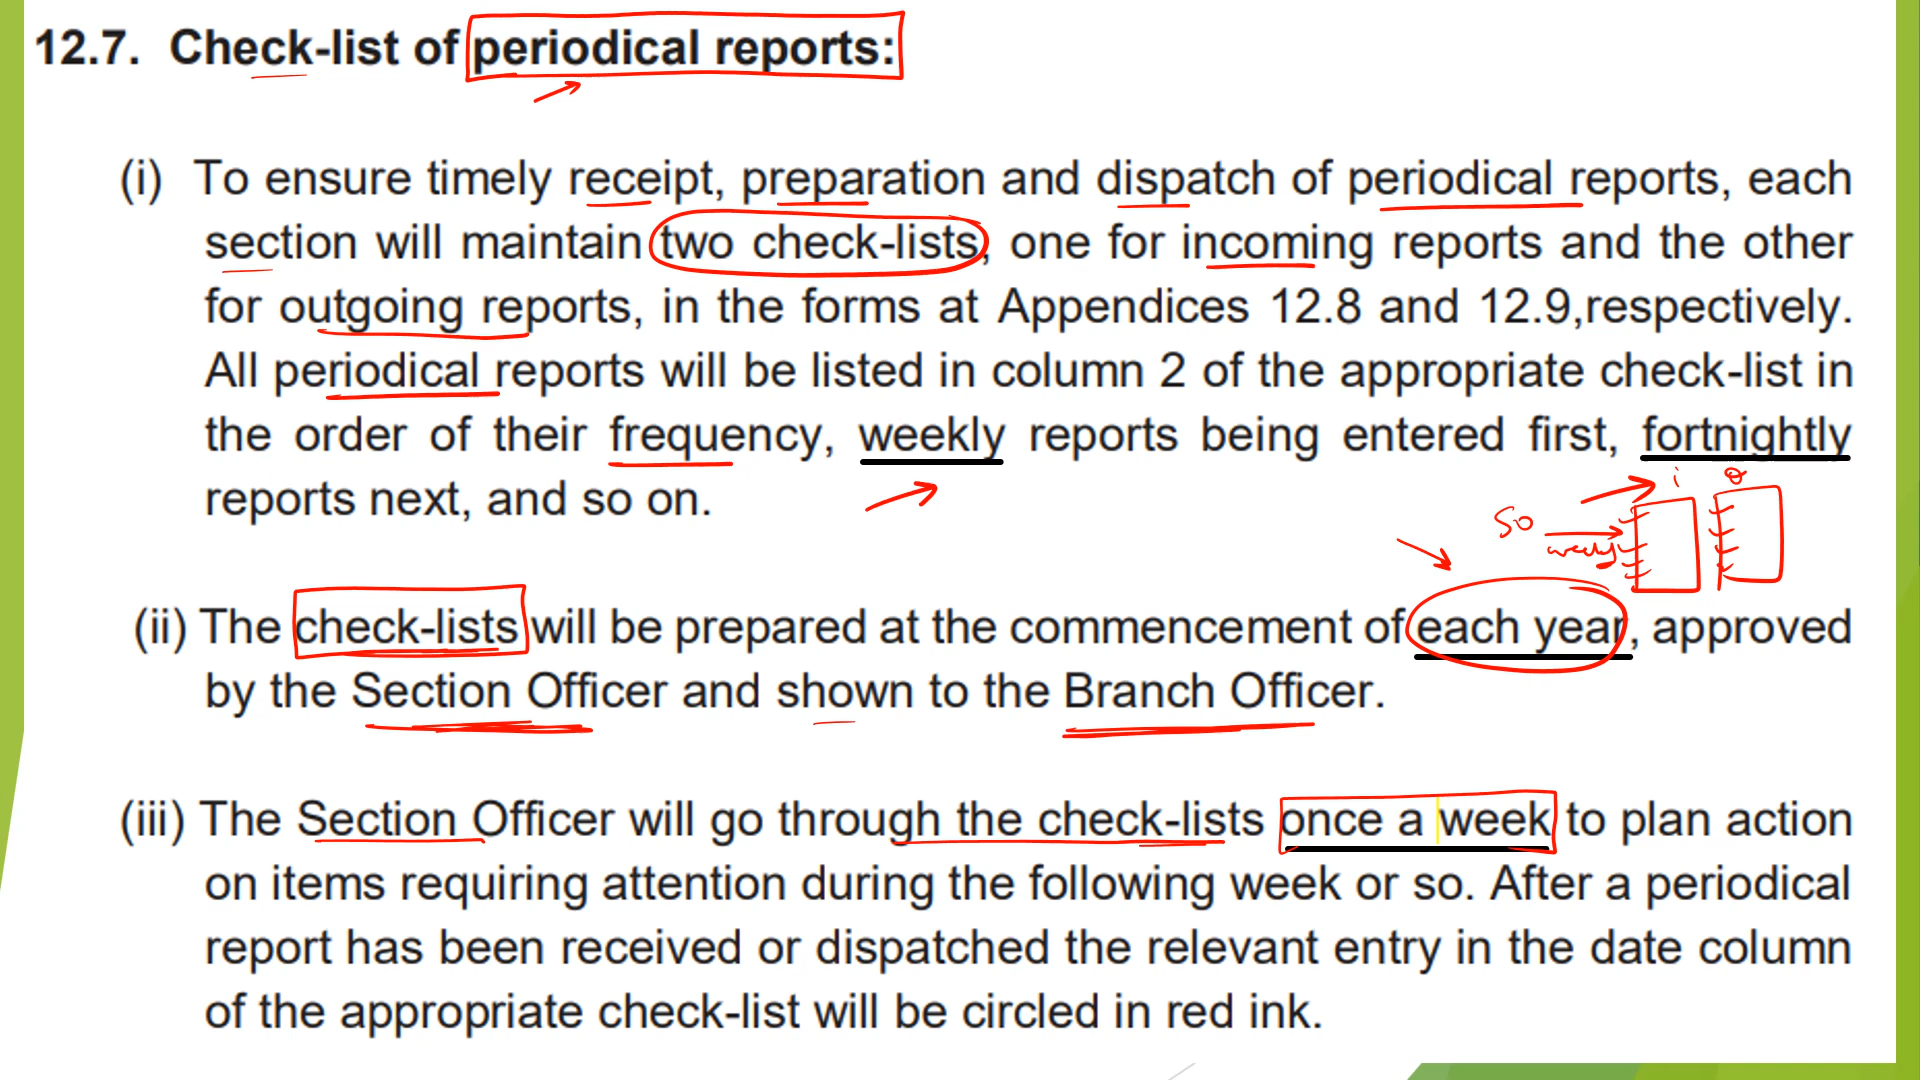 12.7. Check-list of periodical reports:
(i) To ensure timely receipt, preparation and dispatch of periodical reports, each
section will maintain two check-lists, one for incoming reports and the other
for outgoing reports, in the forms at Appendices 12.8 and 12.9,respectively.
All periodical reports will be listed in column 2 of the appropriate check-list in
the order of their frequency, weekly reports being entered first, fortnightly
reports next, and so on.
i o
SO
weekly
(ii) The check-lists will be prepared at the commencement of each year, approved
by the Section Officer and shown to the Branch Officer.
(iii) The Section Officer will go through the check-lists once a week to plan action
on items requiring attention during the following week or so. After a periodical
report has been received or dispatched the relevant entry in the date column
of the appropriate check-list will be circled in red ink.